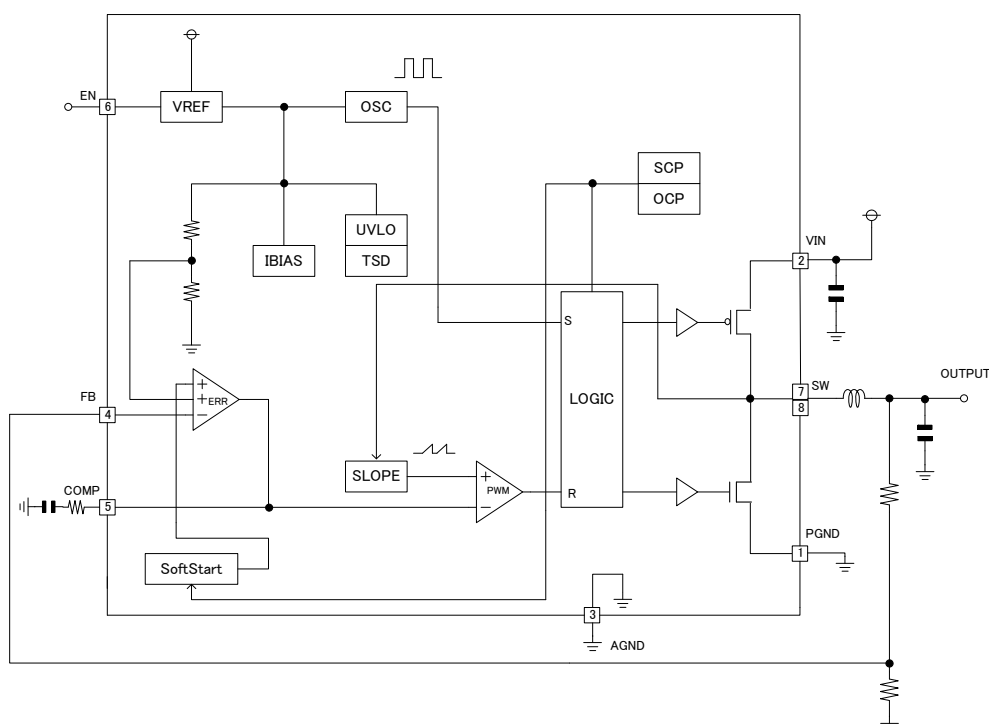 EN
6
VREF
OSC
SCP
OCP
UVLO
TSD
IBIAS
VIN
2
S
LOGIC
OUTPUT
SW
7
8
FB
4
+
+
−
ERR
SLOPE
+
−
PWM
R
COMP
5
PGND
1
SoftStart
3
AGND